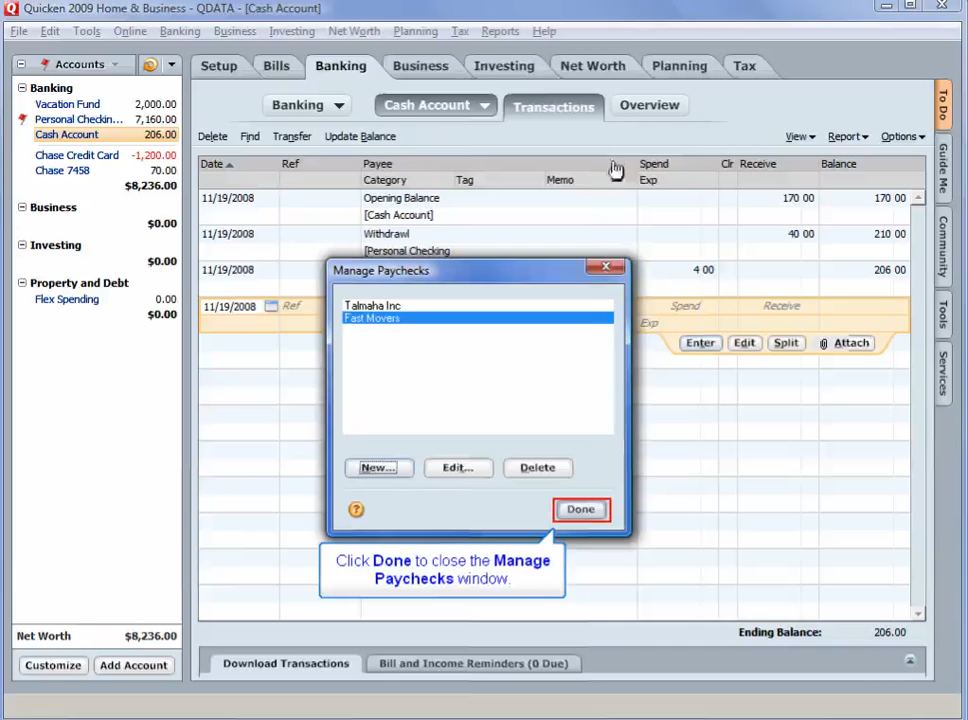 Quicken 2009 Home & Business - QDATA - [Cash Account]
File Edit Tools Online Banking Business Investing Net Worth Planning Tax Reports Help
Accounts
Setup Bills Banking Business Investing Net Worth Planning Tax
Banking
Vacation Fund 2,000.00
Personal Checkin... 7,160.00
Cash Account 206.00
Chase Credit Card -1,200.00
Chase 7458 70.00
$8,236.00
Business
$0.00
Investing
$0.00
Property and Debt
Flex Spending 0.00
$0.00
Net Worth $8,236.00
Customize Add Account
Banking Cash Account Transactions Overview
Delete Find Transfer Update Balance View Report Options
Date Ref Payee Spend Clr Receive Balance
Category Tag Memo Exp
11/19/2008 Opening Balance 170 00 170 00
[Cash Account]
11/19/2008 Withdrawl 40 00 210 00
[Personal Checking
11/19/2008 4 00 206 00
11/19/2008 Ref Spend Receive
Exp
Enter Edit Split Attach
Manage Paychecks
Talmaha Inc
Fast Movers
New... Edit... Delete
? Done
Click Done to close the Manage
Paychecks window.
Ending Balance: 206.00
Download Transactions Bill and Income Reminders (0 Due)
To Do
Guide Me
Community
Tools
Services